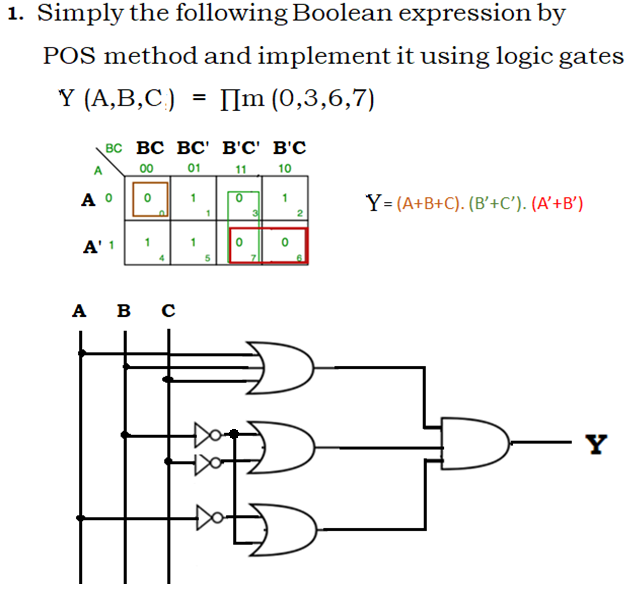 1. Simply the following Boolean expression by
POS method and implement it using logic gates
Y (A,B,C) = ∏m (0,3,6,7)
BC BC BC' B'C' B'C
A 00 01 11 10
A 0 0 0 1 1 0 3 1 2
A' 1 1 4 1 5 0 7 0 6
Y= (A+B+C). (B'+C'). (A'+B')
A B C
Y